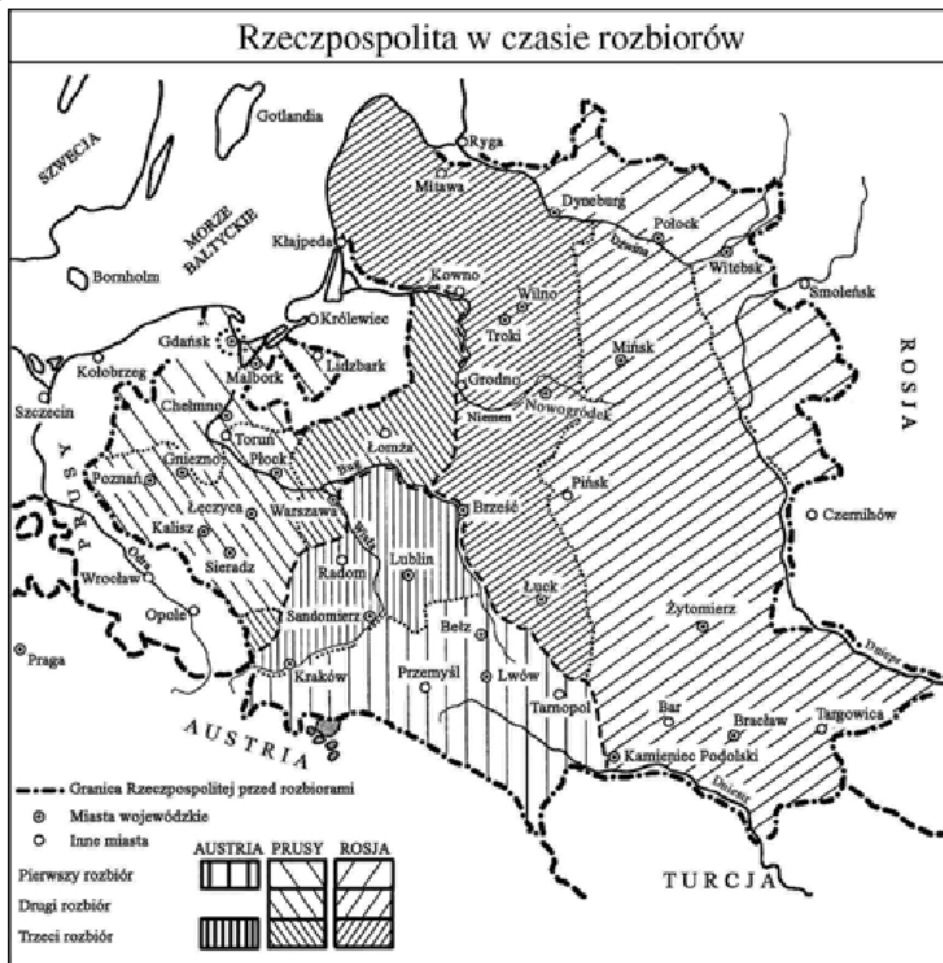 Rzeczpospolita w czasie rozbiorów
Gotlandia
SZWECJA
Ryga
Mitawa
MORZE
BAŁTYCKIE
Dyneburg
Połock
Dźwina
Kłajpeda
Witebsk
Bornholm
Kowno
Smoleńsk
Wilno
Królewiec
Troki
Gdańsk
Mińsk
ROSJA
Kołobrzeg
Malbork
Lidzbark
Grodno
Szczecin
Chełmno
Niemen
Nowogródek
Toruń
Łomża
PRUSY
Gniezno
Płock
Bug
Poznań
Pińsk
Łęczyca
Warszawa
Brześć
Czernihów
Kalisz
Wisła
Odra
Lublin
Sieradz
Radom
Wrocław
Łuck
Opole
Sandomierz
Żytomierz
Bełz
Praga
Dniepr
Kraków
Przemyśl
Lwów
Tarnopol
Bar
Targowica
Bracław
AUSTRIA
Kamieniec Podolski
Dniestr
Granica Rzeczpospolitej przed rozbiorami
Miasta wojewódzkie
Inne miasta
AUSTRIA PRUSY ROSJA
Pierwszy rozbiór
Drugi rozbiór
Trzeci rozbiór
TURCJA